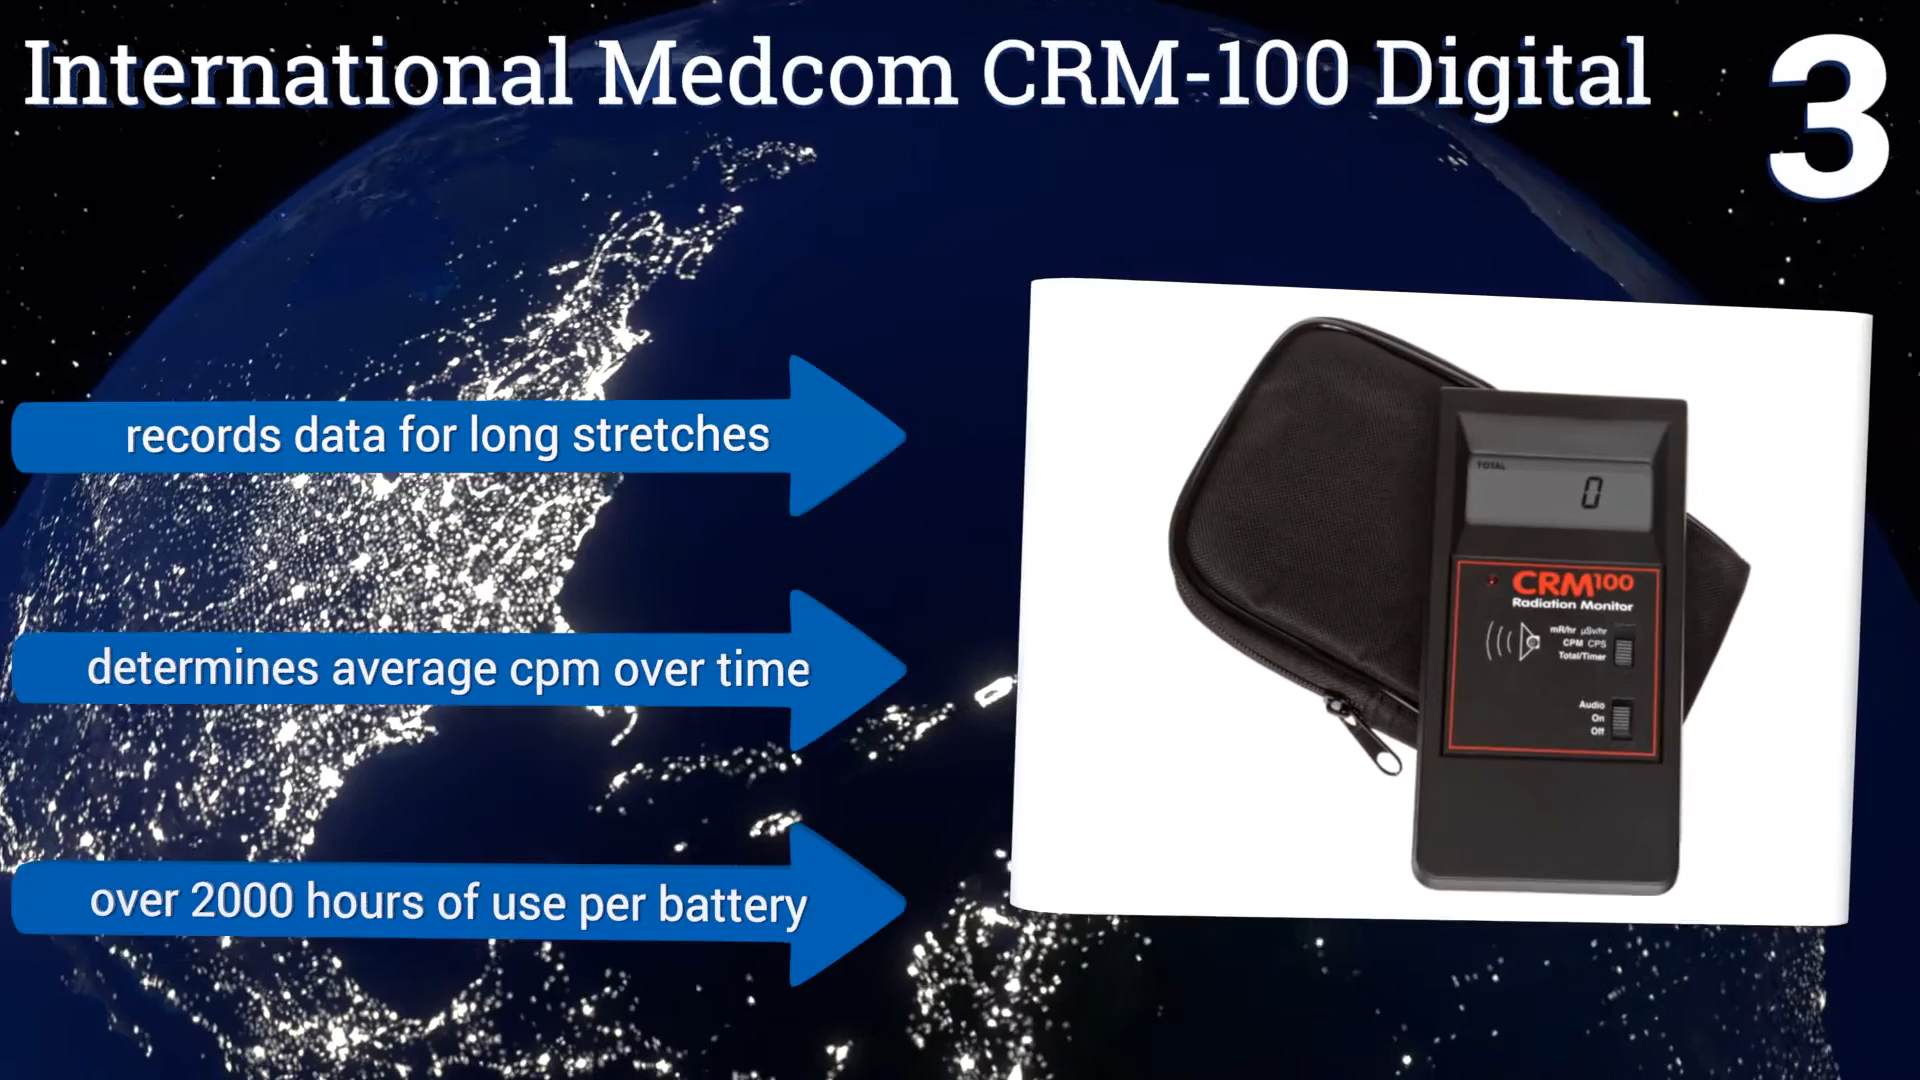 International Medcom CRM-100 Digital
3
records data for long stretches
determines average cpm over time
over 2000 hours of use per battery
TOTAL
0
CRM100
Radiation Monitor
mR/hr µSv/hr
CPM CPS
Total/Timer
Audio
On
Off